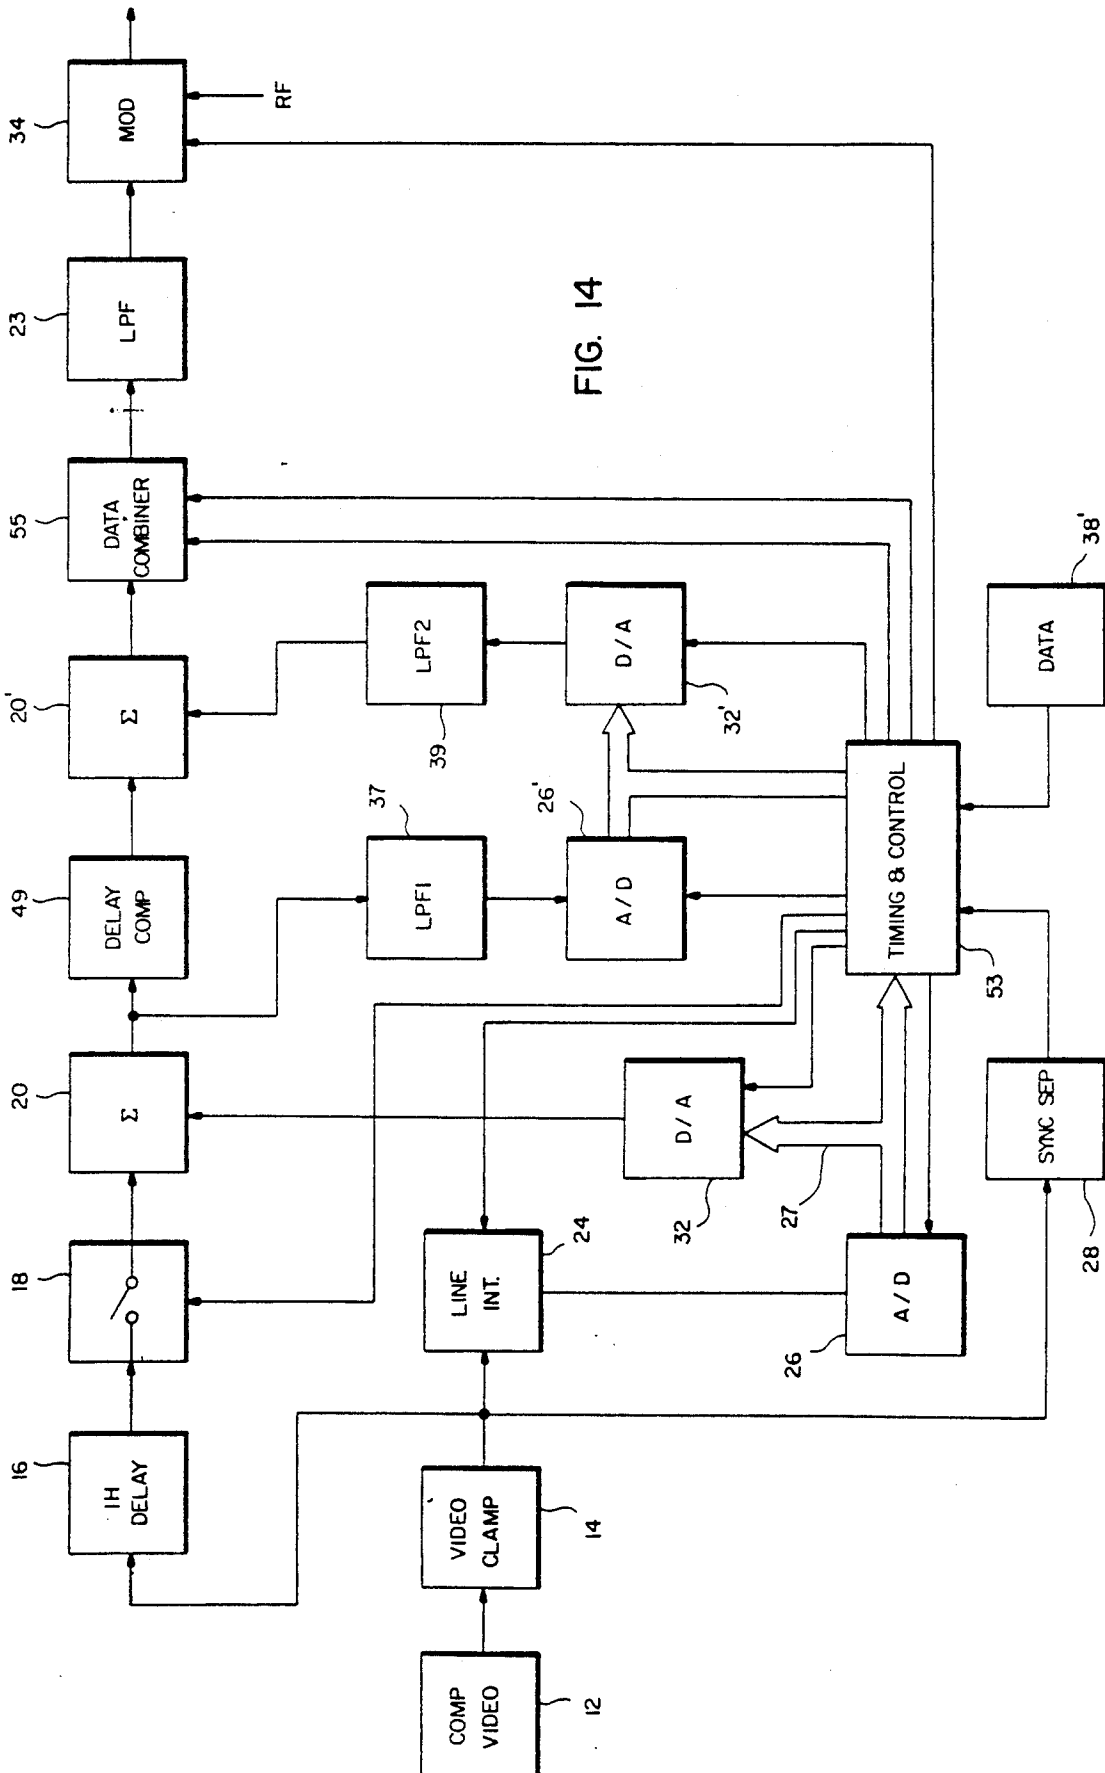 16
1H
DELAY
18
20
Σ
49
DELAY
COMP
20'
Σ
55
DATA
COMBINER
23
LPF
34
MOD
RF
COMP
VIDEO
12
VIDEO
CLAMP
14
LINE
INT.
24
37
LPF1
LPF2
39
FIG. 14
D/A
32
26'
A/D
D/A
32'
27
26
A/D
TIMING & CONTROL
53
SYNC SEP
28
DATA
38'